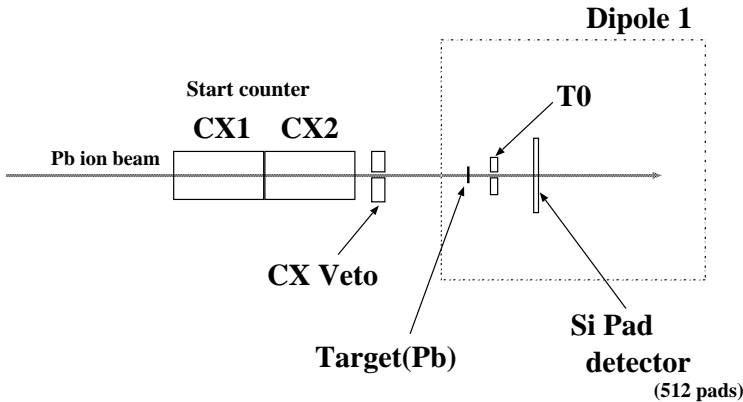 Dipole 1
Start counter
T0
CX1 CX2
Pb ion beam
CX Veto
Si Pad
Target(Pb)
detector
(512 pads)